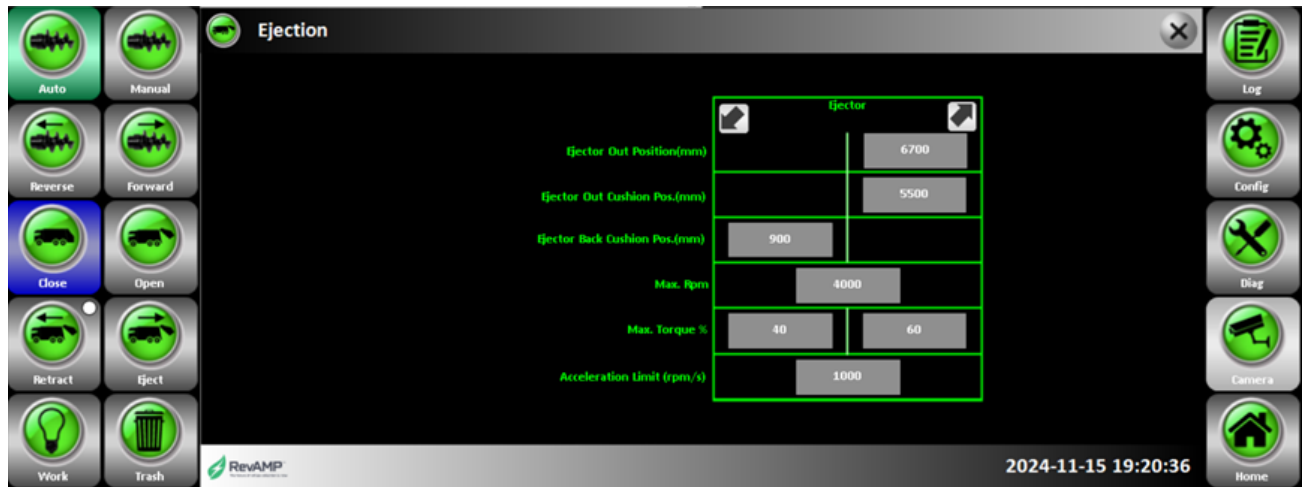 Ejection
Auto
Manual
Log
Ejector
Ejector Out Position(mm)
6700
Reverse
Forward
Config
Ejector Out Cushion Pos.(mm)
5500
Ejector Back Cushion Pos.(mm)
900
Close
Open
Diag
Max. Rpm
4000
Max. Torque %
40
60
Retract
Eject
Camera
Acceleration Limit (rpm/s)
1000
Work
Trash
RevAMP
2024-11-15 19:20:36
Home